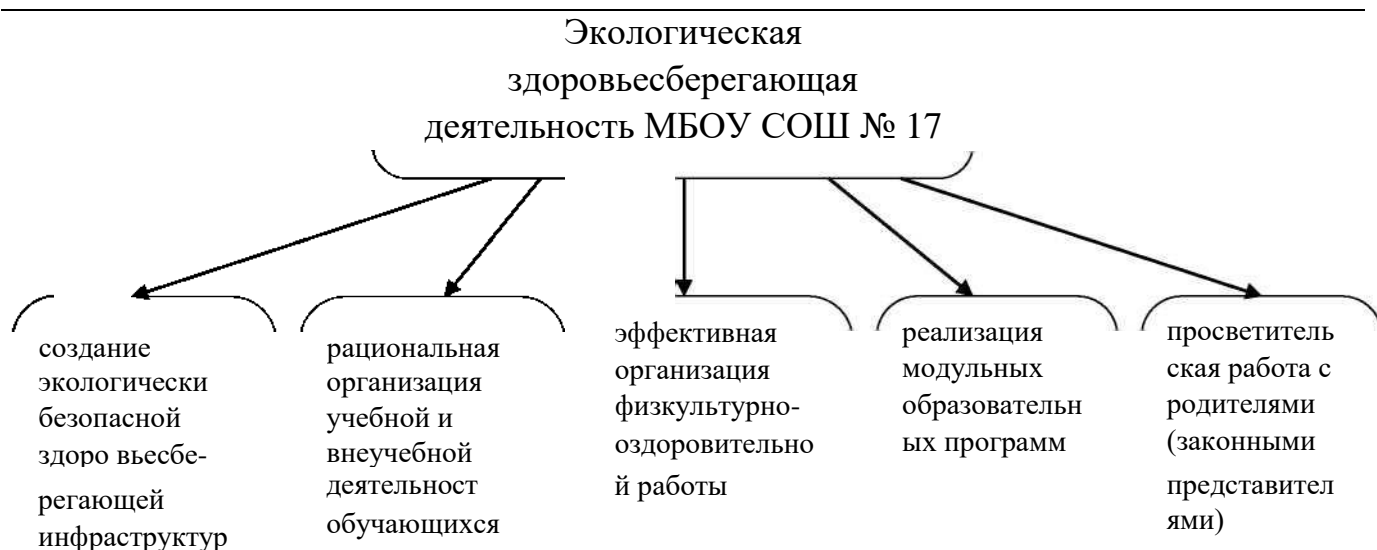 Экологическая
здоровьесберегающая
деятельность МБОУ СОШ № 17
создание
экологически
безопасной
здоро вьесбе-
регающей
инфраструктур
рациональная
организация
учебной и
внеучебной
деятельност
обучающихся
эффективная
организация
физкультурно-
оздоровительно
й работы
реализация
модульных
образовательн
ых программ
просветитель
ская работа с
родителями
(законными
представител
ями)